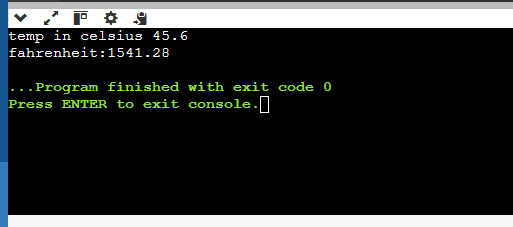 temp in celsius 45.6
fahrenheit:1541.28
...Program finished with exit code 0
Press ENTER to exit console.